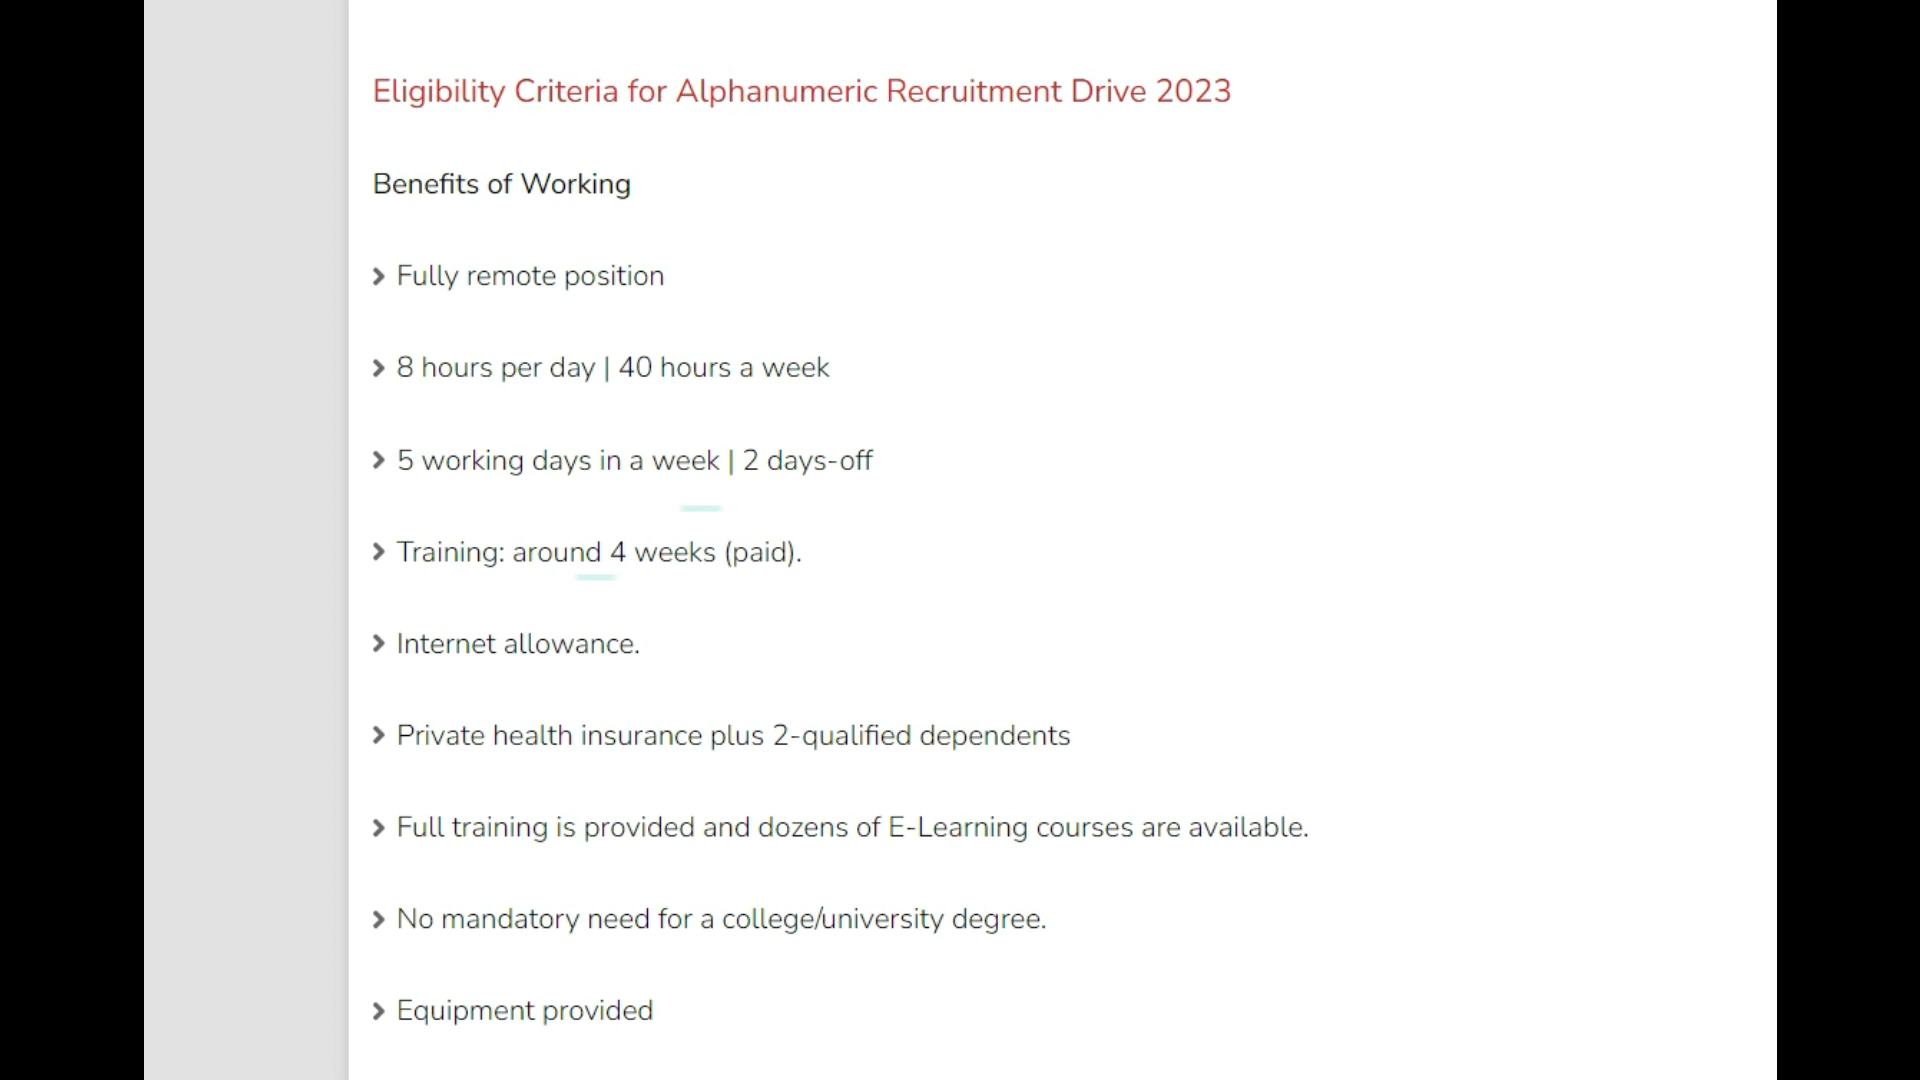 Eligibility Criteria for Alphanumeric Recruitment Drive 2023
Benefits of Working
Fully remote position
8 hours per day | 40 hours a week
5 working days in a week | 2 days-off
Training: around 4 weeks (paid).
Internet allowance.
Private health insurance plus 2-qualified dependents
Full training is provided and dozens of E-Learning courses are available.
No mandatory need for a college/university degree.
Equipment provided